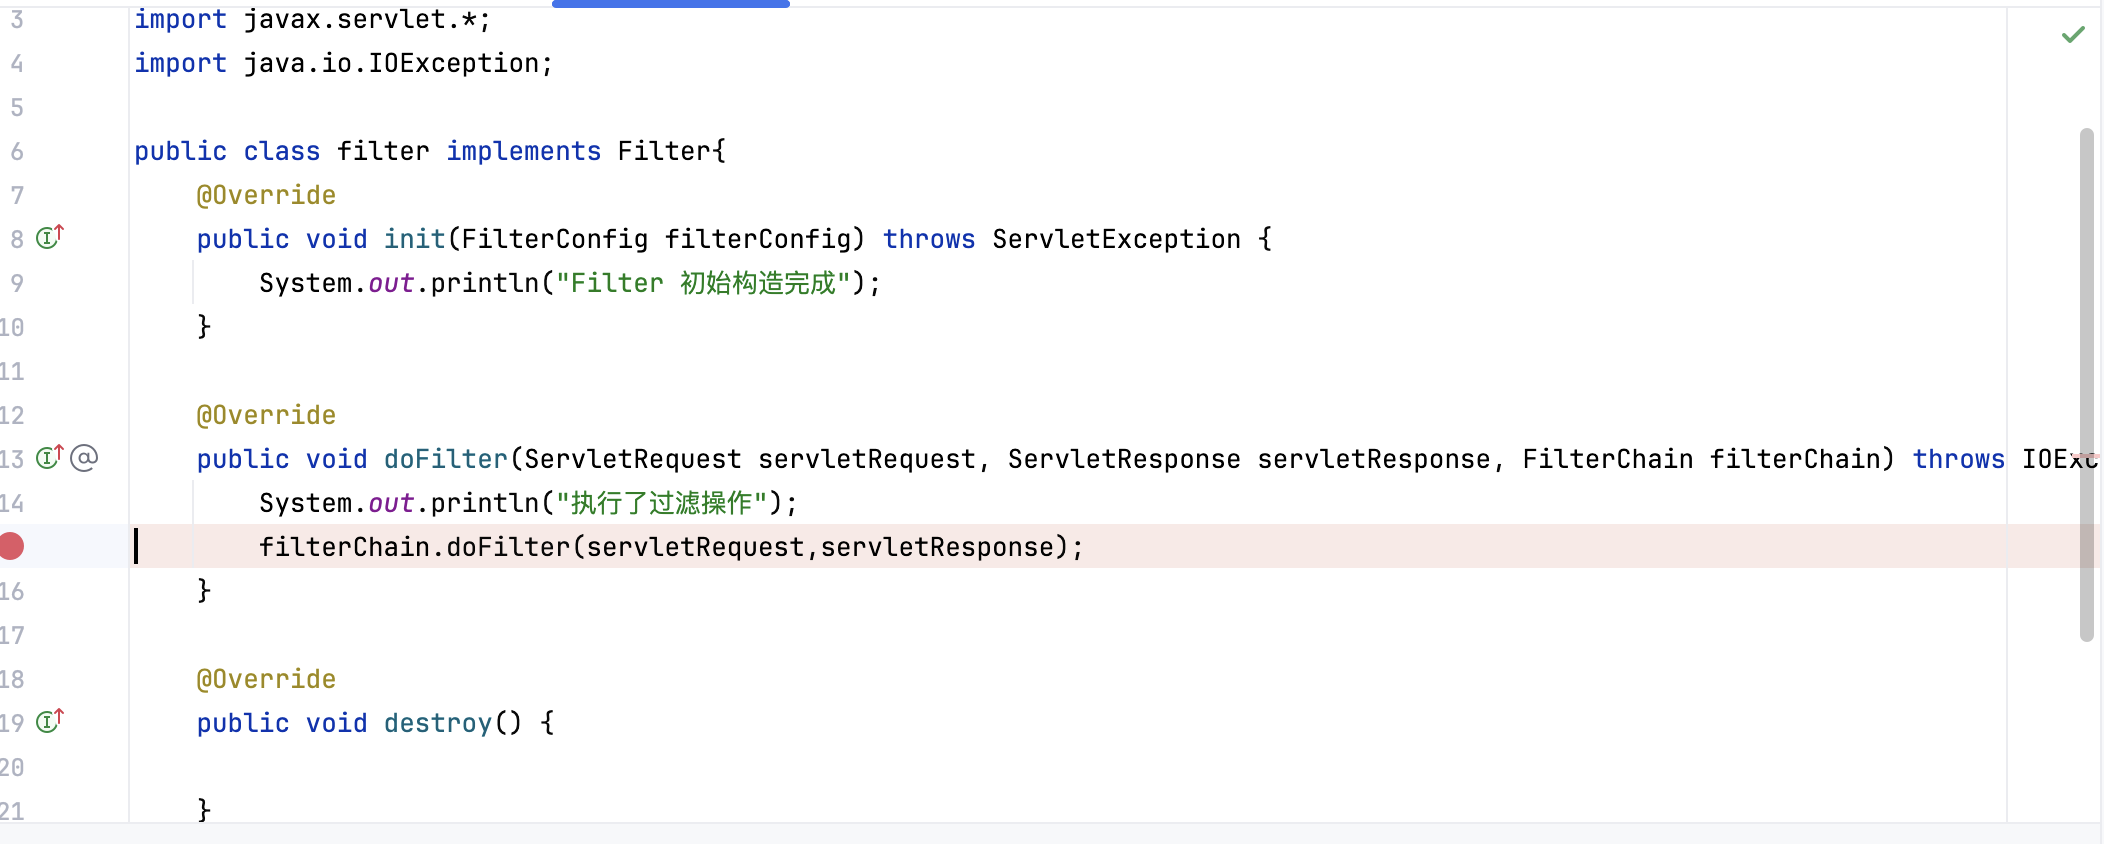 3 import javax.servlet.*;
4 import java.io.IOException;
5
6 public class filter implements Filter{
7 @Override
8 public void init(FilterConfig filterConfig) throws ServletException {
9 System.out.println("Filter 初始构造完成");
10 }
11
12 @Override
13 public void doFilter(ServletRequest servletRequest, ServletResponse servletResponse, FilterChain filterChain) throws IOExc
14 System.out.println("执行了过滤操作");
filterChain.doFilter(servletRequest,servletResponse);
16 }
17
18 @Override
19 public void destroy() {
20
21 }